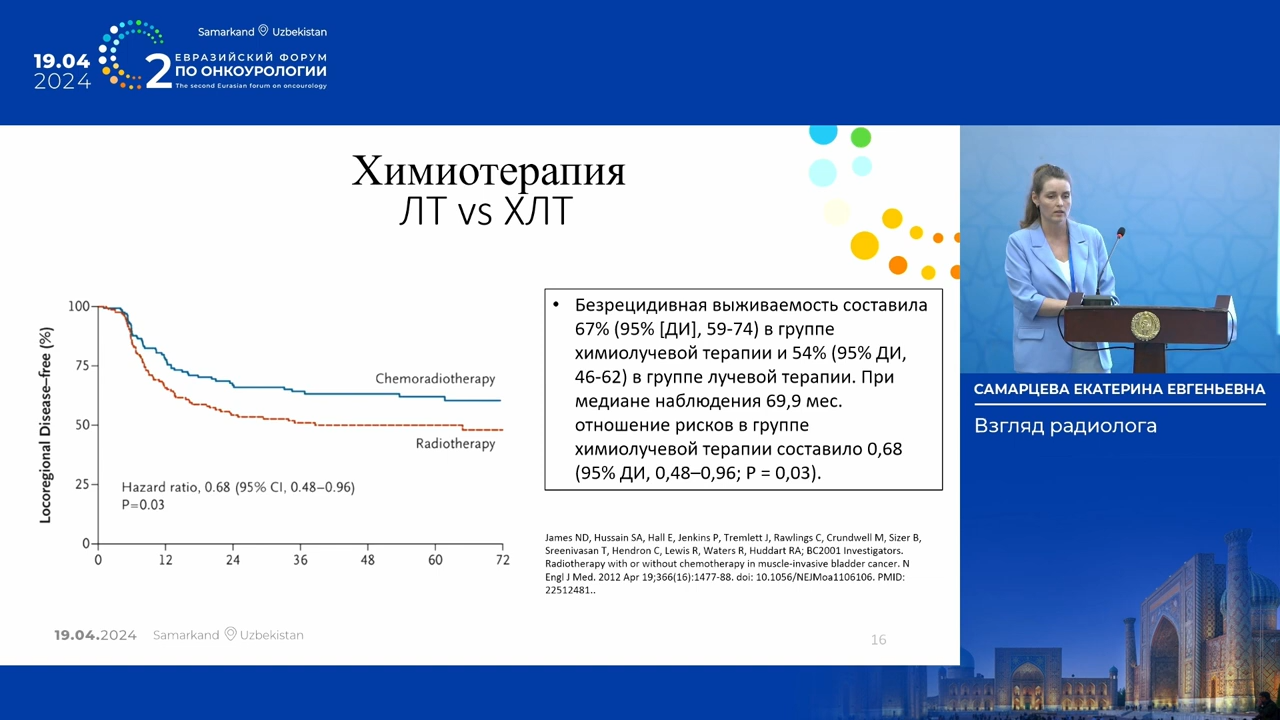 Samarkand Uzbekistan
19.04
2024
2
ЕВРАЗИЙСКИЙ ФОРУМ
ПО ОНКОУРОЛОГИИ
The second Eurasian forum on oncourology
Химиотерапия
ЛТ vs ХЛТ
Locoregional Disease–free (%)
100
75
50
25
0
Chemoradiotherapy
Radiotherapy
Hazard ratio, 0.68 (95% CI, 0.48–0.96)
P=0.03
0 12 24 36 48 60 72
• Безрецидивная выживаемость составила
67% (95% [ДИ], 59-74) в группе
химиолучевой терапии и 54% (95% ДИ,
46-62) в группе лучевой терапии. При
медиане наблюдения 69,9 мес.
отношение рисков в группе
химиолучевой терапии составило 0,68
(95% ДИ, 0,48–0,96; P = 0,03).
James ND, Hussain SA, Hall E, Jenkins P, Tremlett J, Rawlings C, Crundwell M, Sizer B,
Sreenivasan T, Hendron C, Lewis R, Waters R, Huddart RA; BC2001 Investigators.
Radiotherapy with or without chemotherapy in muscle-invasive bladder cancer. N
Engl J Med. 2012 Apr 19;366(16):1477-88. doi: 10.1056/NEJMoa1106106. PMID:
22512481..
19.04.2024 Samarkand Uzbekistan
16
САМАРЦЕВА ЕКАТЕРИНА ЕВГЕНЬЕВНА
Взгляд радиолога